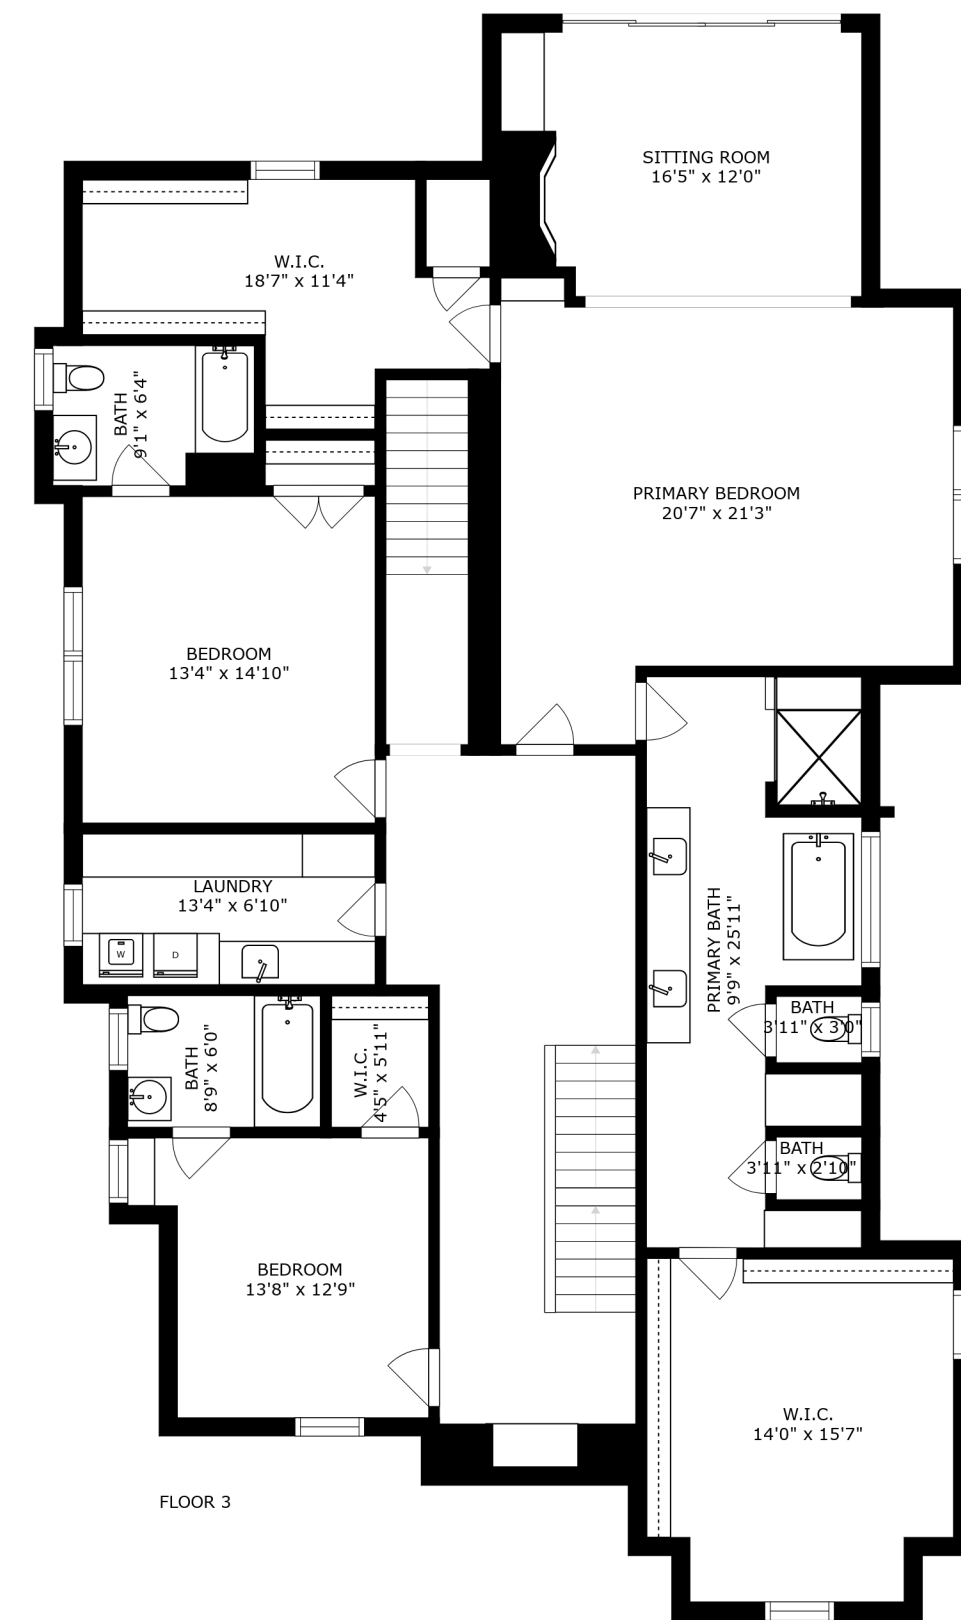 SITTING ROOM
16'5" x 12'0"
W.I.C.
18'7" x 11'4"
BATH
9'1" x 6'4"
PRIMARY BEDROOM
20'7" x 21'3"
BEDROOM
13'4" x 14'10"
LAUNDRY
13'4" x 6'10"
W
D
PRIMARY BATH
9'9" x 25'11"
BATH
3'11" x 3'0"
BATH
8'9" x 6'0"
W.I.C.
4'5" x 5'11"
BATH
3'11" x 2'10"
BEDROOM
13'8" x 12'9"
W.I.C.
14'0" x 15'7"
FLOOR 3